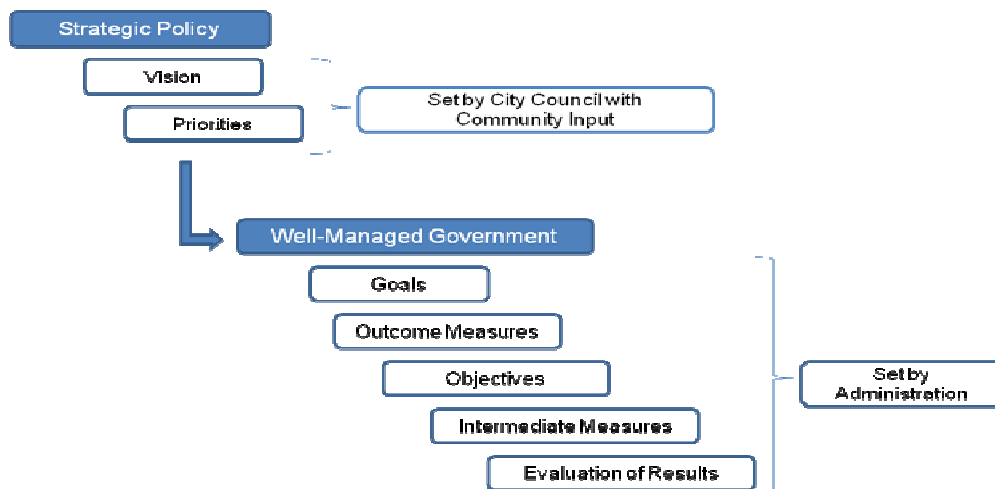 Strategic Policy
Vision
Priorities
Set by City Council with
Community Input
Well-Managed Government
Goals
Outcome Measures
Objectives
Intermediate Measures
Evaluation of Results
Set by
Administration